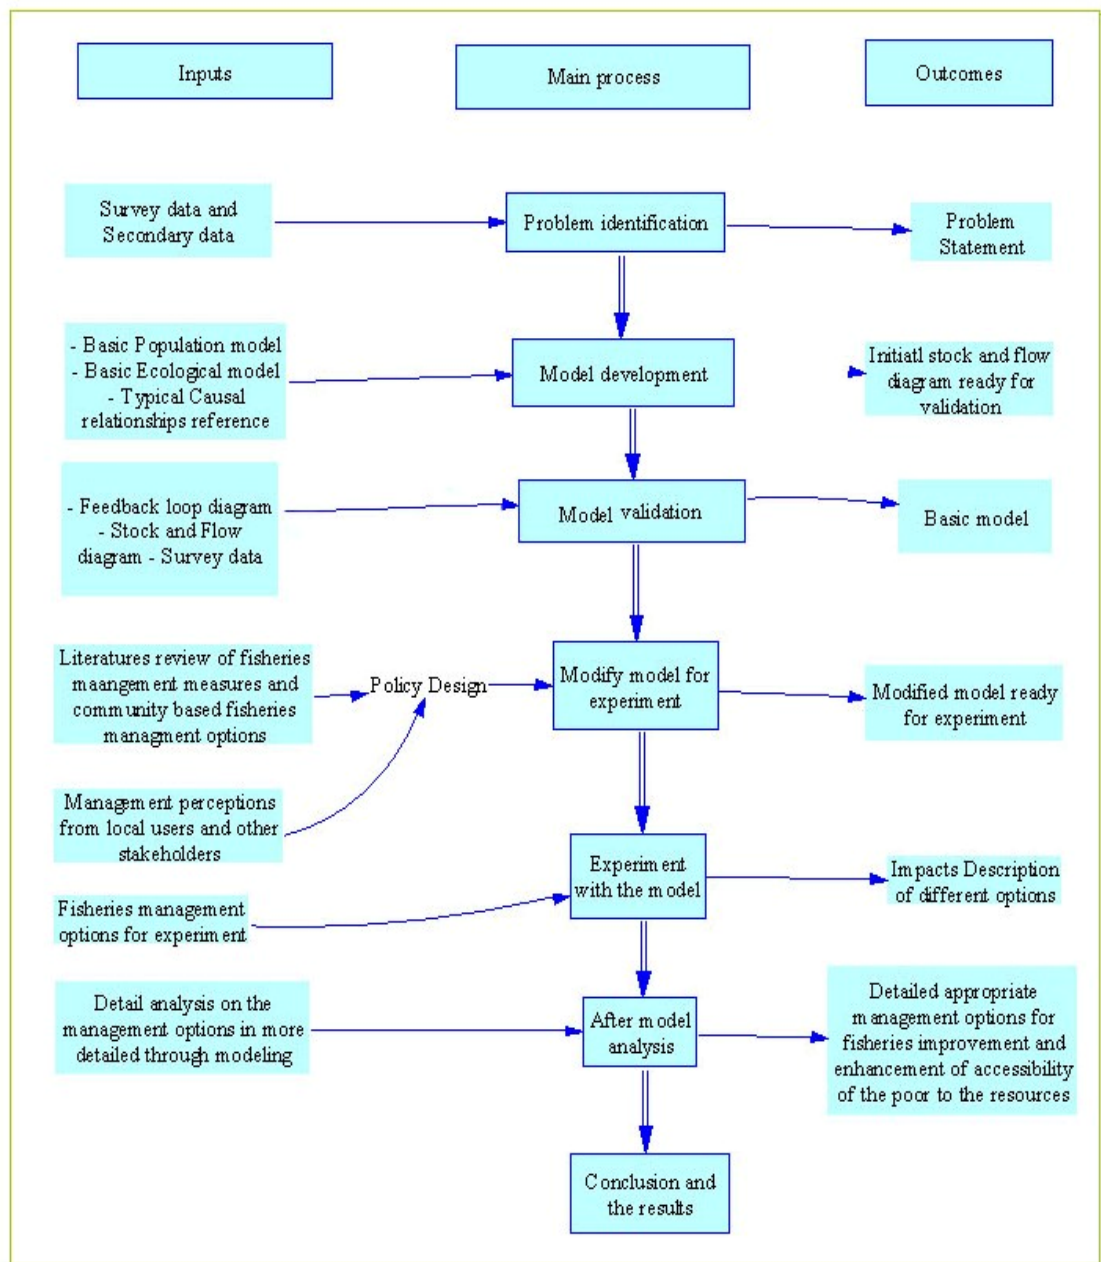 Inputs
Main process
Outcomes
Survey data and
Secondary data
Problem identification
Problem
Statement
- Basic Population model
- Basic Ecological model
- Typical Causal
relationships reference
Model development
Initiatl stock and flow
diagram ready for
validation
- Feedback loop diagram
- Stock and Flow
diagram - Survey data
Model validation
Basic model
Literatures review of fisheries
maangement measures and
community based fisheries
managment options
Policy Design
Modify model for
experiment
Modified model ready
for experiment
Management perceptions
from local users and other
stakeholders
Experiment
with the model
Impacts Description
of different options
Fisheries management
options for experiment
Detail analysis on the
management options in more
detailed through modeling
After model
analysis
Detailed appropriate
management options for
fisheries improvement and
enhancement of accessibility
of the poor to the resources
Conclusion and
the results